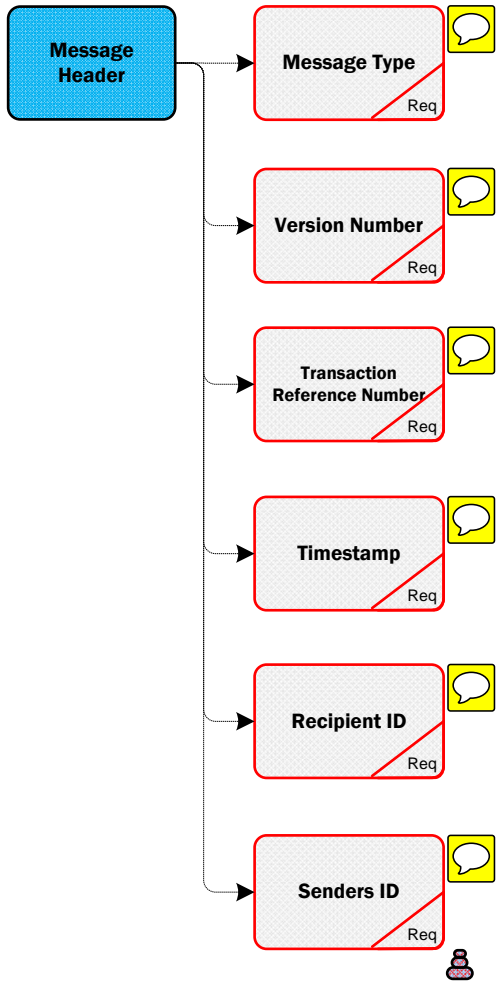 Message
Header
Message Type
Req
Version Number
Req
Transaction
Reference Number
Req
Timestamp
Req
Recipient ID
Req
Senders ID
Req